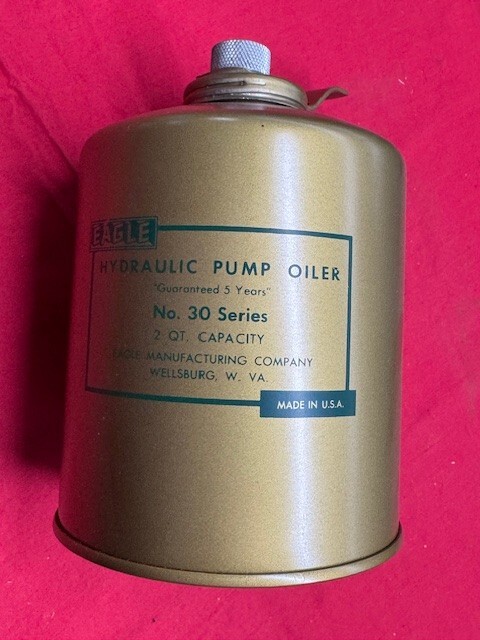 EAGLE
HYDRAULIC PUMP OILER
"Guaranteed 5 Years"
No. 30 Series
2 QT. CAPACITY
EAGLE MANUFACTURING COMPANY
WELLSBURG, W. VA.
MADE IN U.S.A.